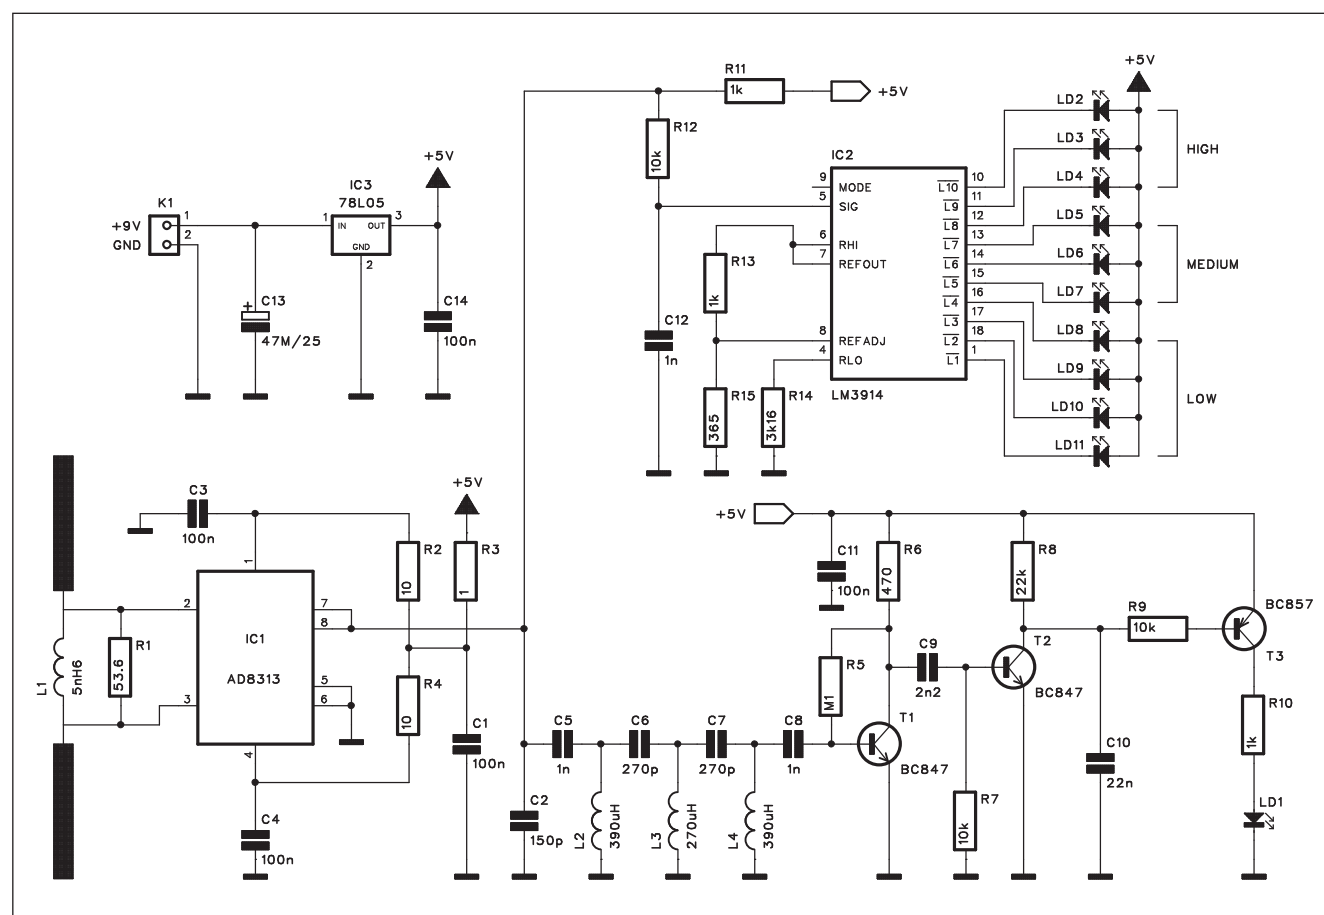 +5V
R11
1k
+5V
LD2
R12
10k
IC2
LD3
HIGH
+5V
IC3
78L05
9
MODE
L10
10
LD4
K1
5
SIG
L9
11
+9V
1
1
IN
OUT
3
L8
12
LD5
GND
2
GND
2
6
RHI
L7
13
7
REFOUT
L6
14
LD6
MEDIUM
R13
1k
L5
15
LD7
C13
+
47M/25
C14
100n
L4
16
C12
1n
L3
17
LD8
8
REFADJ
L2
18
4
RLO
L1
1
LD9
R15
365
R14
3k16
LM3914
LOW
LD10
LD11
C3
100n
+5V
+5V
1
R2
10
R3
1
C11
100n
R6
470
R8
22k
2
7
8
R9
10k
BC857
T3
L1
5nH6
R1
53.6
IC1
AD8313
C9
2n2
T2
BC847
3
5
6
R4
10
R5
M1
R10
1k
4
C1
100n
C5
1n
C6
270p
C7
270p
C8
1n
T1
BC847
C10
22n
C4
100n
C2
150p
L2
390uH
L3
270uH
L4
390uH
R7
10k
LD1